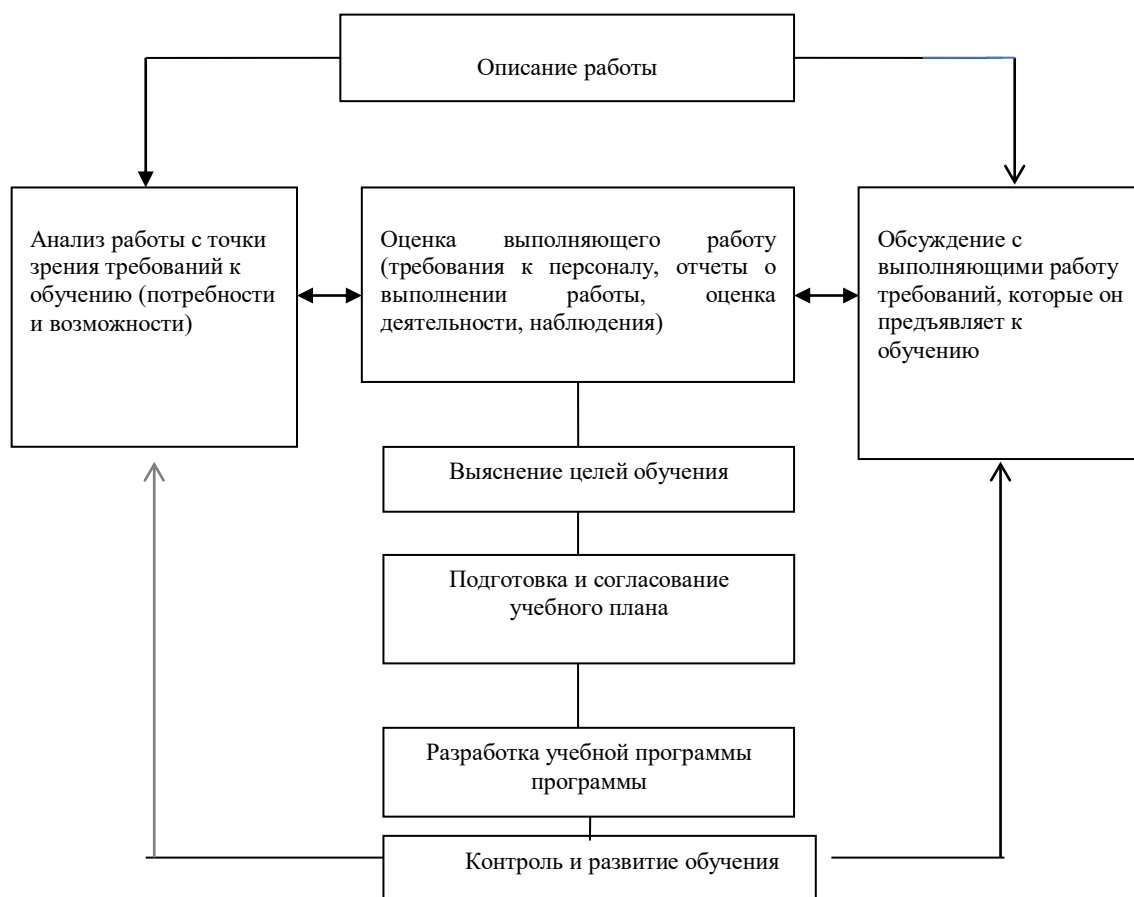 Описание работы
Анализ работы с точки
зрения требований к
обучению (потребности
и возможности)
Оценка выполняющего работу
(требования к персоналу, отчеты о
выполнении работы, оценка
деятельности, наблюдения)
Обсуждение с
выполняющими работу
требований, которые он
предъявляет к
обучению
Выяснение целей обучения
Подготовка и согласование
учебного плана
Разработка учебной программы
программы
Контроль и развитие обучения